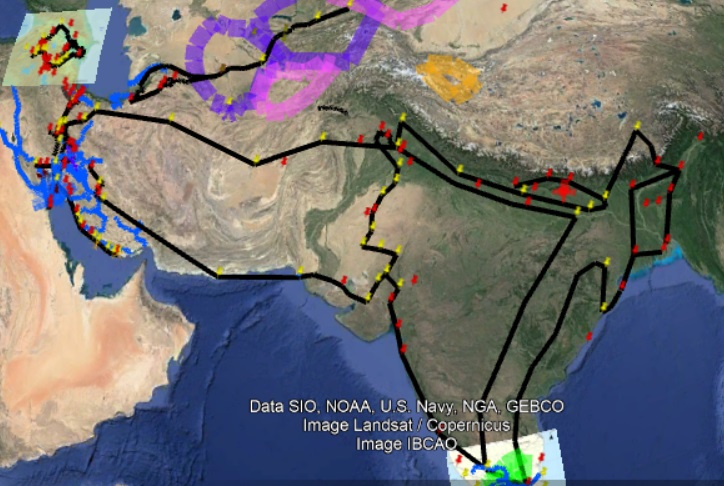 Data SIO, NOAA, U.S. Navy, NGA, GEBCO
Image Landsat / Copernicus
Image IBCAO